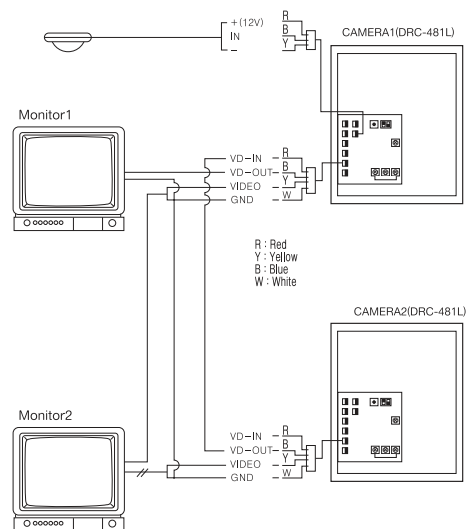 +(12V) R
IN B
– Y
CAMERA1(DRC-481L)
Monitor1
VD-IN – R
VD-OUT– B
VIDEO – Y
GND – W
R : Red
Y : Yellow
B : Blue
W : White
CAMERA2(DRC-481L)
Monitor2
VD-IN – R
VD-OUT– B
VIDEO – Y
GND – W